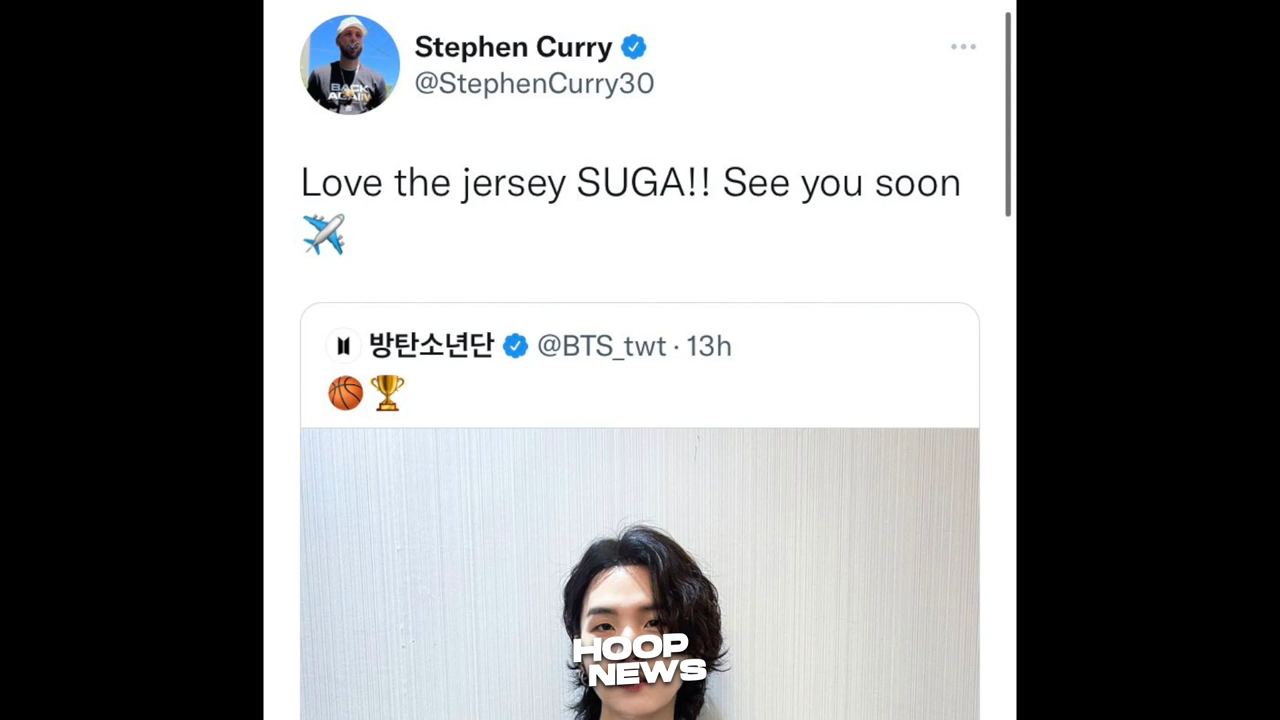 Stephen Curry
@StephenCurry30
Love the jersey SUGA!! See you soon
✈️
방탄소년단 @BTS_twt · 13h
🏀🏆
HOOP
NEWS